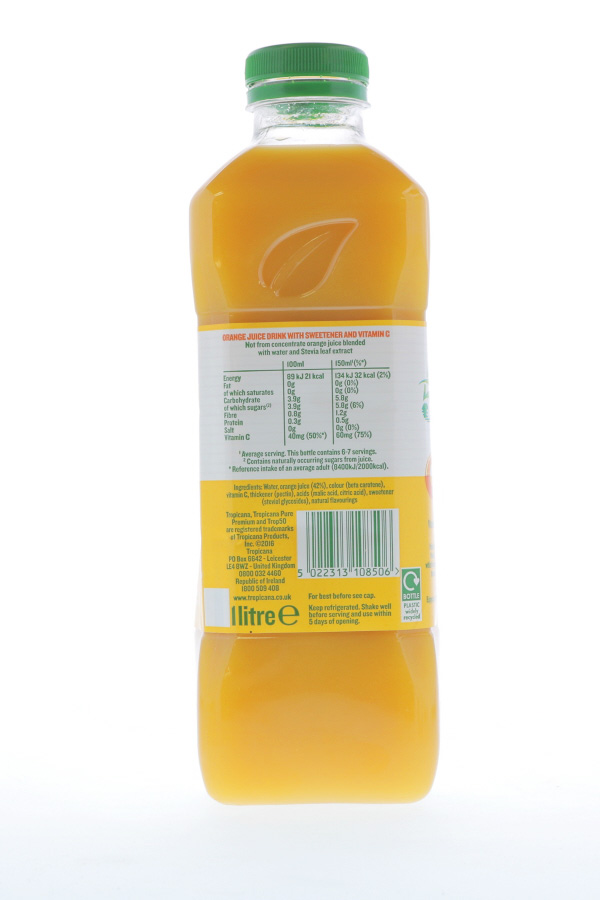 ORANGE JUICE DRINK WITH SWEETENER AND VITAMIN C
Not from concentrate orange juice blended
with water and Stevia leaf extract
100ml 150ml¹(%*)
Energy 89 kJ 21 kcal 134 kJ 32 kcal (2%)
Fat 0g 0g (0%)
of which saturates 0g 0g (0%)
Carbohydrate 3.9g 5.8g
of which sugars⁽²⁾ 3.9g 5.8g (6%)
Fibre 0.8g 1.2g
Protein 0.3g 0.5g
Salt 0g 0g (0%)
Vitamin C 40mg (50%*) 60mg (75%)
¹ Average serving. This bottle contains 6-7 servings.
² Contains naturally occurring sugars from juice.
* Reference intake of an average adult (8400kJ/2000kcal).
Ingredients: Water, orange juice (42%), colour (beta carotene),
vitamin C, thickener (pectin), acids (malic acid, citric acid), sweetener
(steviol glycosides), natural flavourings
Tropicana, Tropicana Pure
Premium and Trop50
are registered trademarks
of Tropicana Products,
Inc. ©2016
Tropicana
PO Box 6642 - Leicester
LE4 8WZ - United Kingdom
0800 032 4460
Republic of Ireland
1800 509 408
www.tropicana.co.uk
1 litre ℮
5 022313 108506 >
For best before see cap.
Keep refrigerated. Shake well
before serving and use within
5 days of opening.
BOTTLE
PLASTIC
widely
recycled